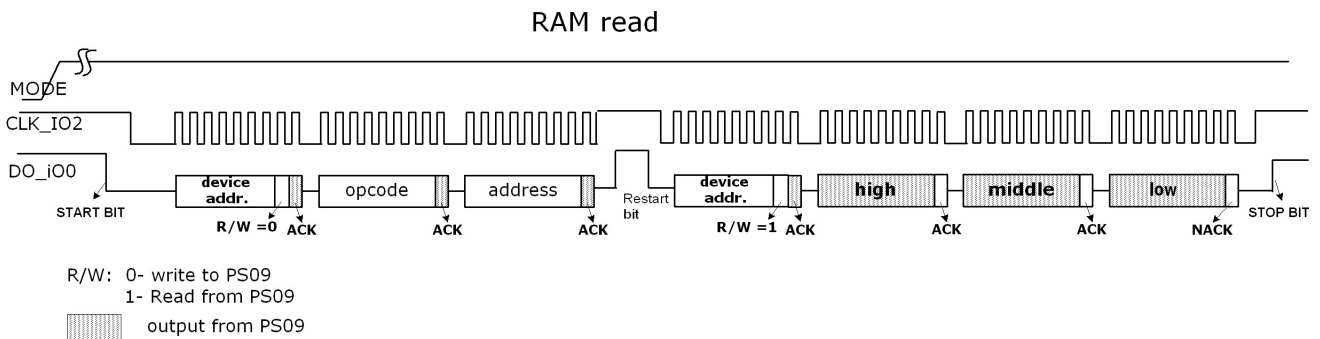 RAM read
MODE
CLK_IO2
DO_iO0
START BIT
device addr.
R/W =0
ACK
opcode
ACK
address
ACK
Restart bit
device addr.
R/W =1
ACK
high
ACK
middle
ACK
low
NACK
STOP BIT
R/W: 0- write to PS09
1- Read from PS09
output from PS09